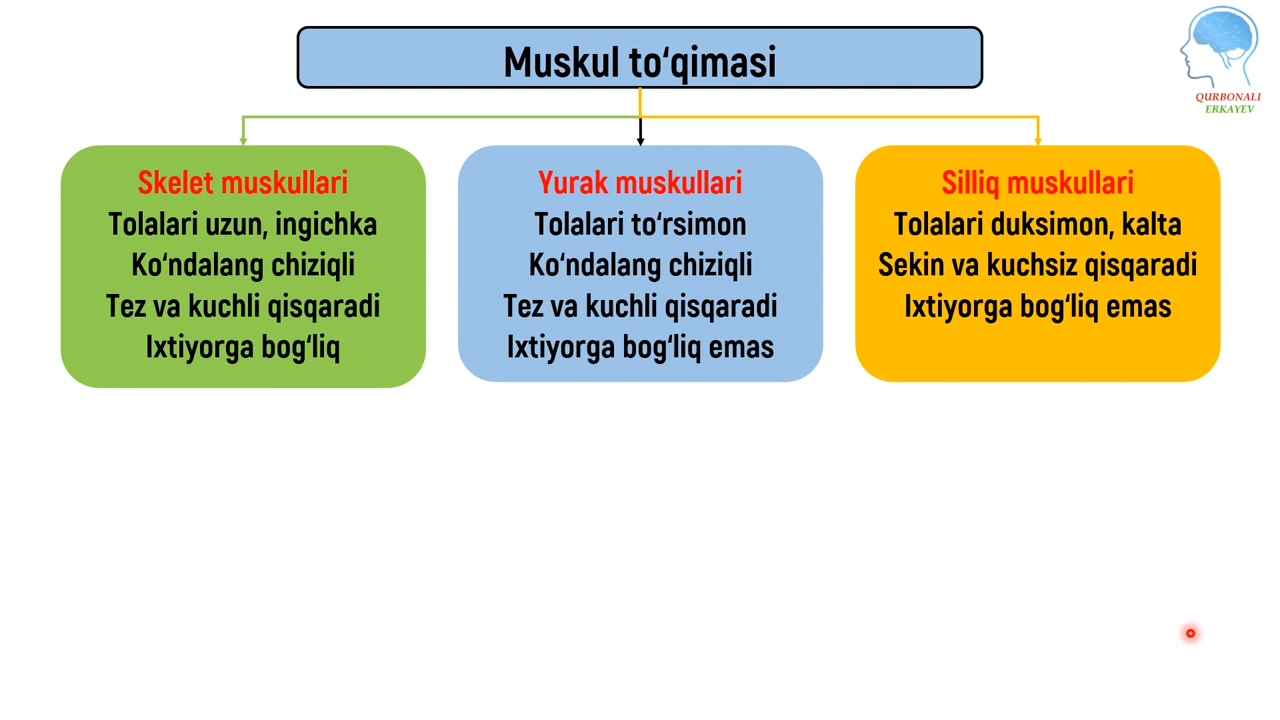 Muskul to‘qimasi
QURBONALI
ERKAYEV
Skelet muskullari
Tolalari uzun, ingichka
Ko‘ndalang chiziqli
Tez va kuchli qisqaradi
Ixtiyorga bog‘liq
Yurak muskullari
Tolalari to‘rsimon
Ko‘ndalang chiziqli
Tez va kuchli qisqaradi
Ixtiyorga bog‘liq emas
Silliq muskullari
Tolalari duksimon, kalta
Sekin va kuchsiz qisqaradi
Ixtiyorga bog‘liq emas